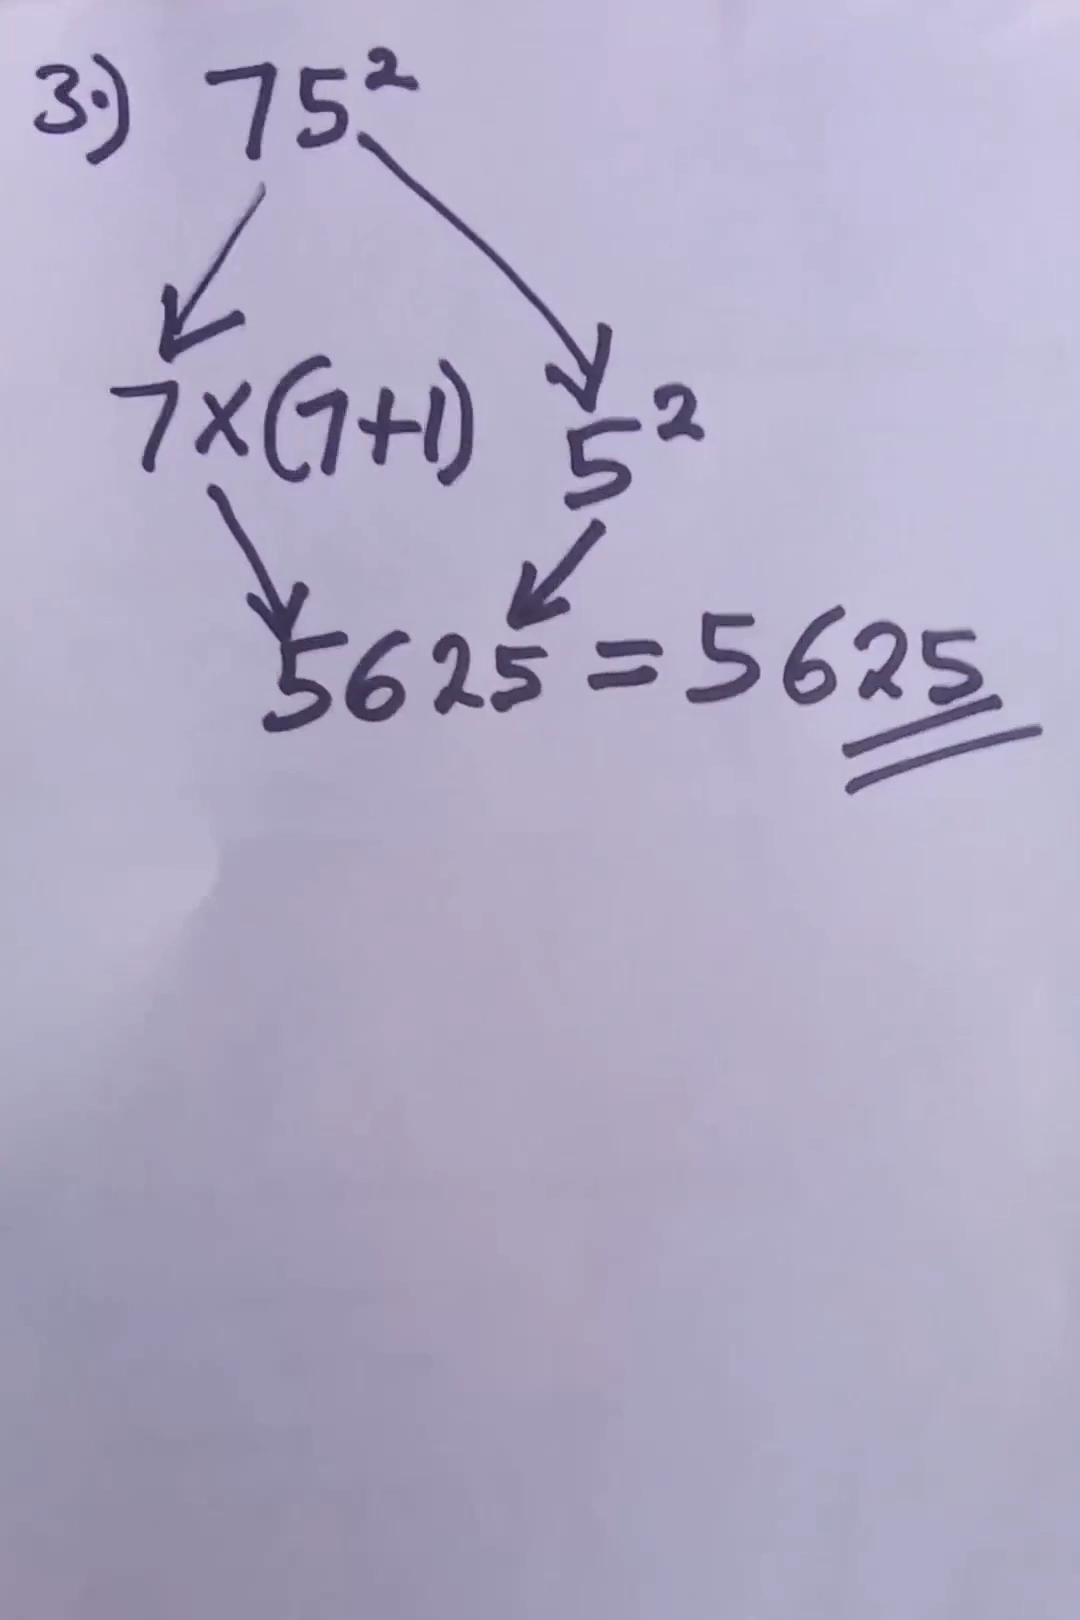 3.) 75²
7×(7+1) 5²
5625 = 5625